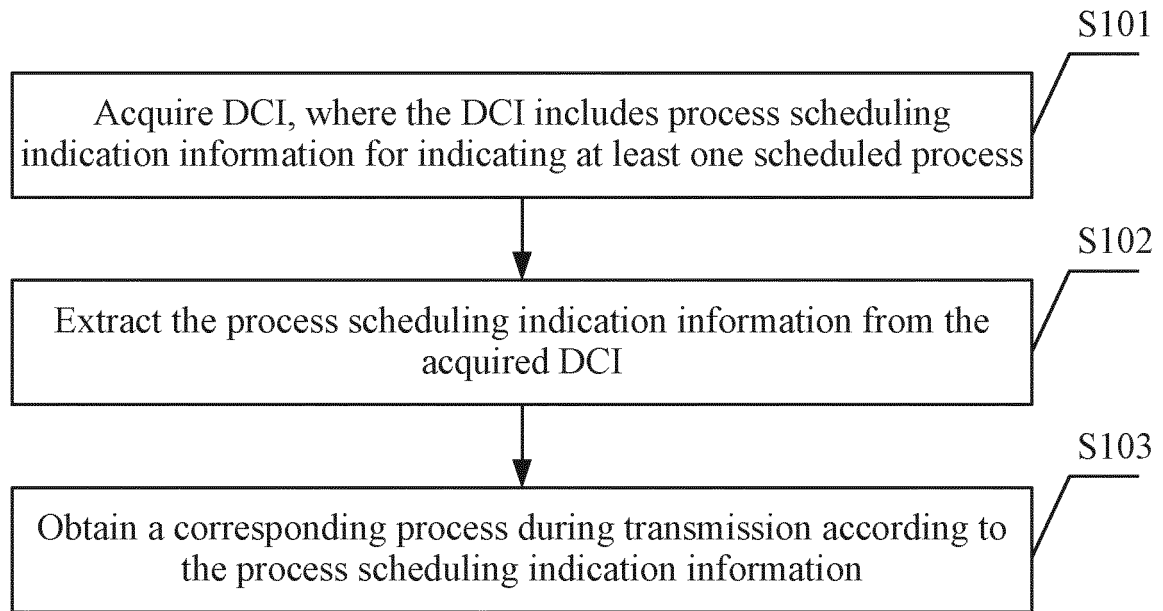 S101
Acquire DCI, where the DCI includes process scheduling
indication information for indicating at least one scheduled process
S102
Extract the process scheduling indication information from the
acquired DCI
S103
Obtain a corresponding process during transmission according to
the process scheduling indication information